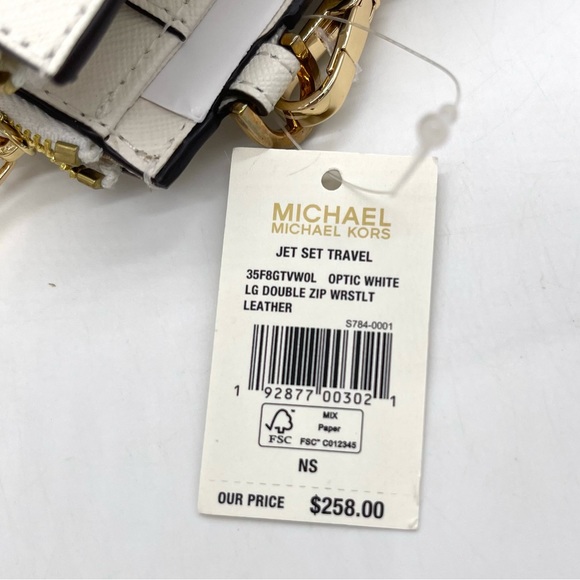 MICHAEL
MICHAEL KORS
JET SET TRAVEL
35F8GTVW0L OPTIC WHITE
LG DOUBLE ZIP WRSTLT
LEATHER
S784-0001
1 92877 00302 1
FSC
MIX
Paper
FSC™ C012345
NS
OUR PRICE $258.00